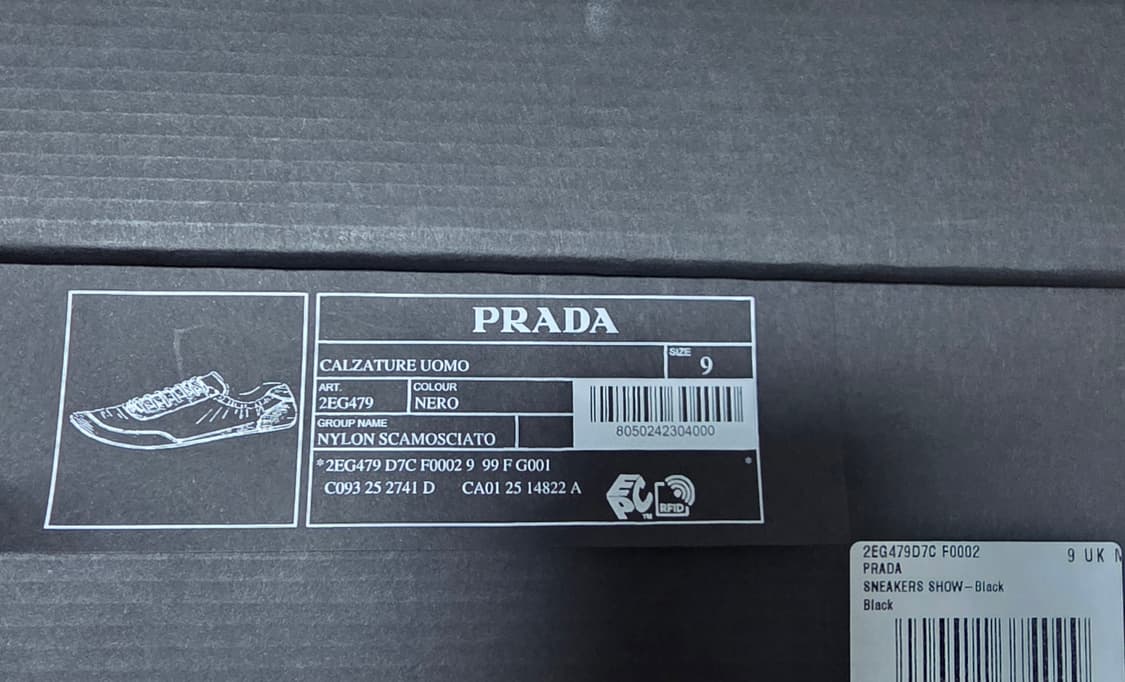 PRADA
CALZATURE UOMO
SIZE
9
ART.
2EG479
COLOUR
NERO
GROUP NAME
NYLON SCAMOSCIATO
8050242304000
*2EG479 D7C F0002 9 99 F G001 *
C093 25 2741 D CA01 25 14822 A
EPC™
RFID
2EG479D7C F0002 9 UK
PRADA
SNEAKERS SHOW-Black
Black